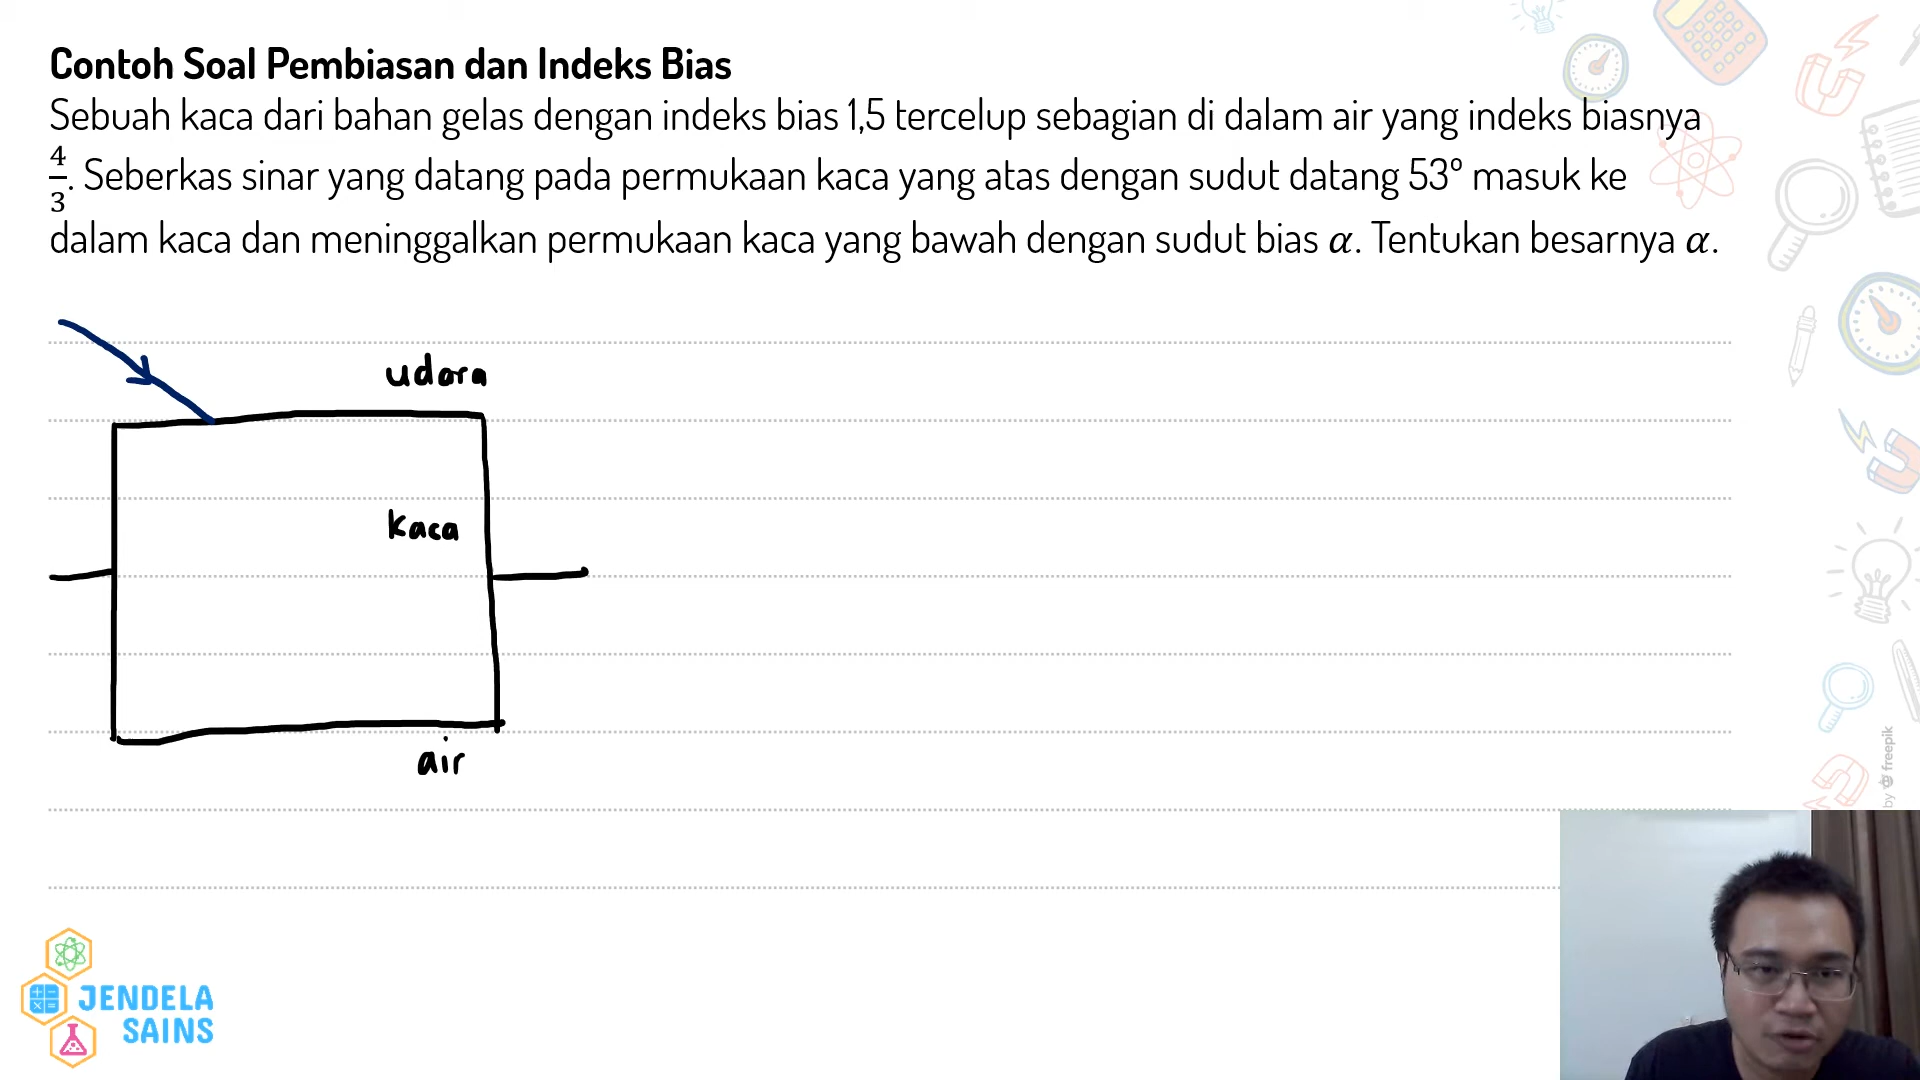 Contoh Soal Pembiasan dan Indeks Bias
Sebuah kaca dari bahan gelas dengan indeks bias 1,5 tercelup sebagian di dalam air yang indeks biasnya
4/3. Seberkas sinar yang datang pada permukaan kaca yang atas dengan sudut datang 53° masuk ke
dalam kaca dan meninggalkan permukaan kaca yang bawah dengan sudut bias α. Tentukan besarnya α.
udara
kaca
air
by freepik
JENDELA
SAINS